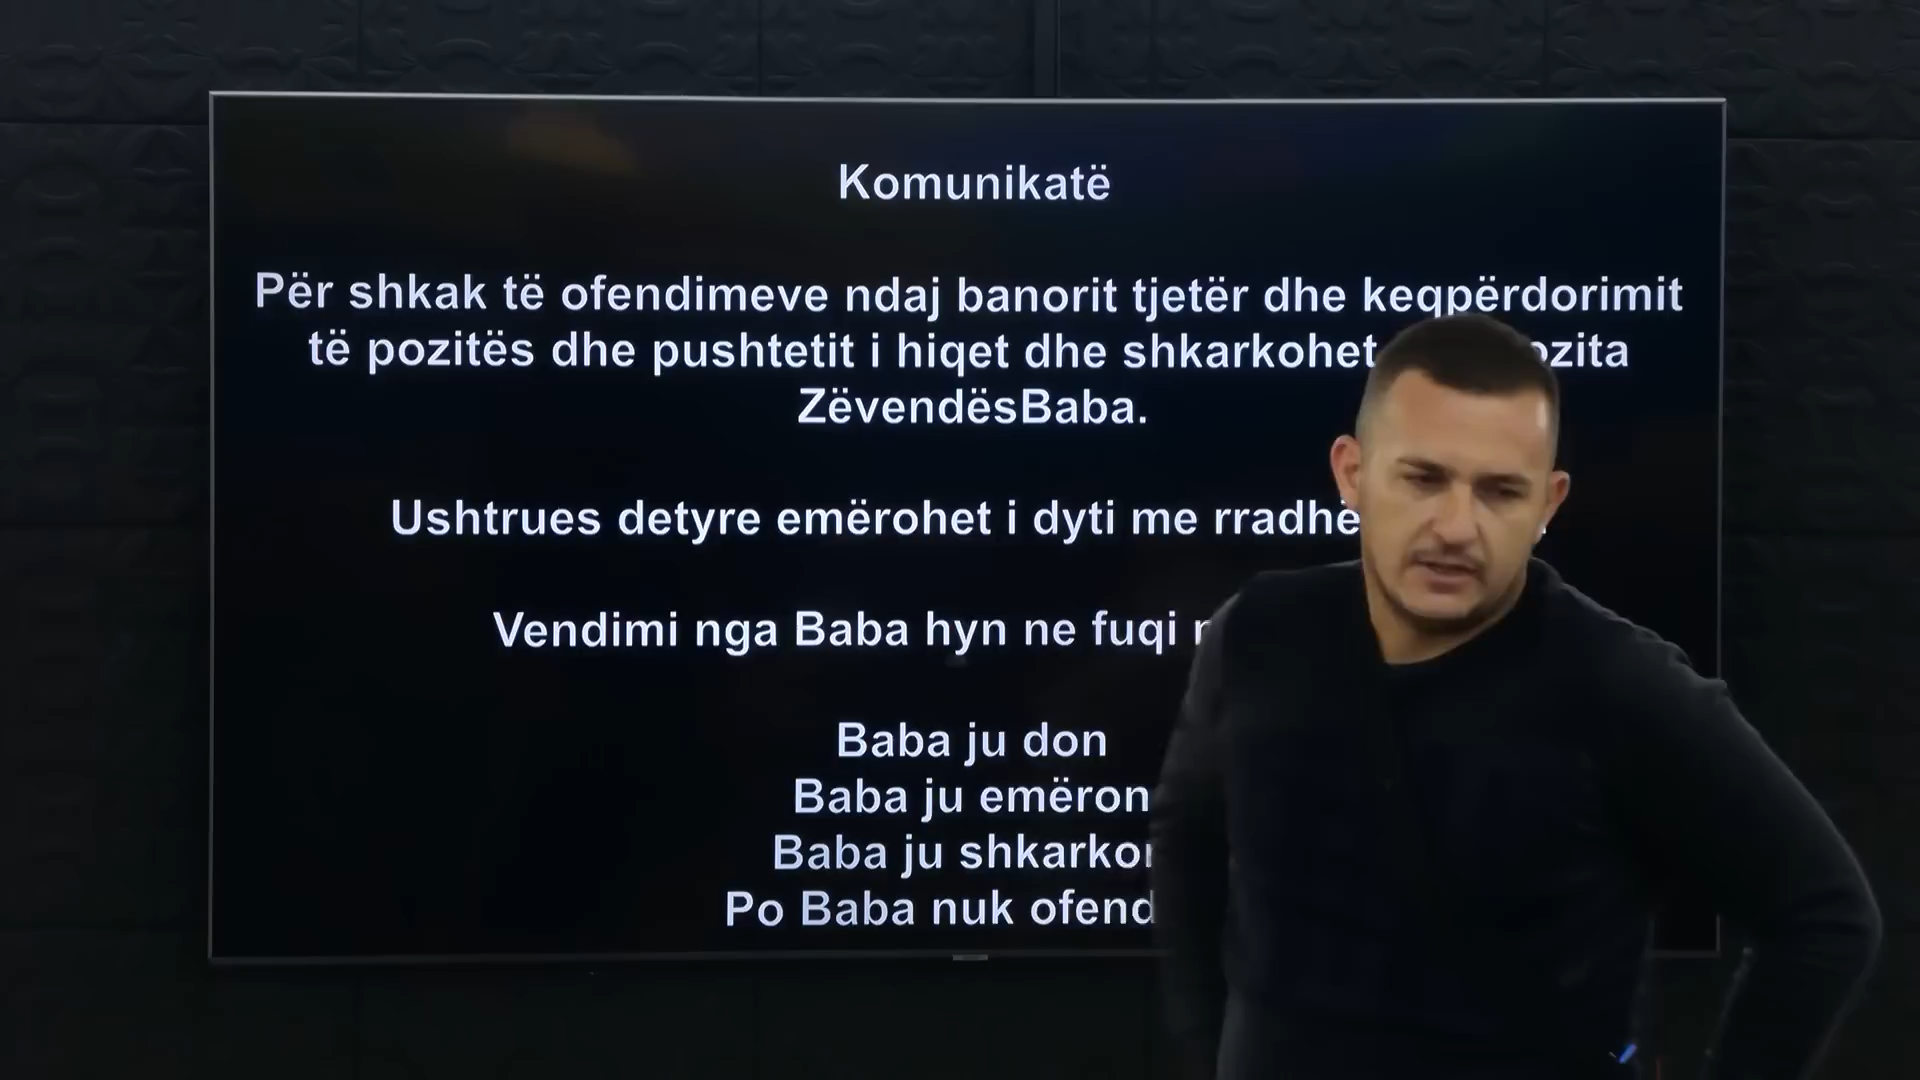 Komunikatë
Për shkak të ofendimeve ndaj banorit tjetër dhe keqpërdorimit
të pozitës dhe pushtetit i hiqet dhe shkarkohet
ZëvendësBaba.
Ushtrues detyre emërohet i dyti me rradhë
Vendimi nga Baba hyn ne fuqi
Baba ju don
Baba ju emëron
Baba ju
Po Baba nuk